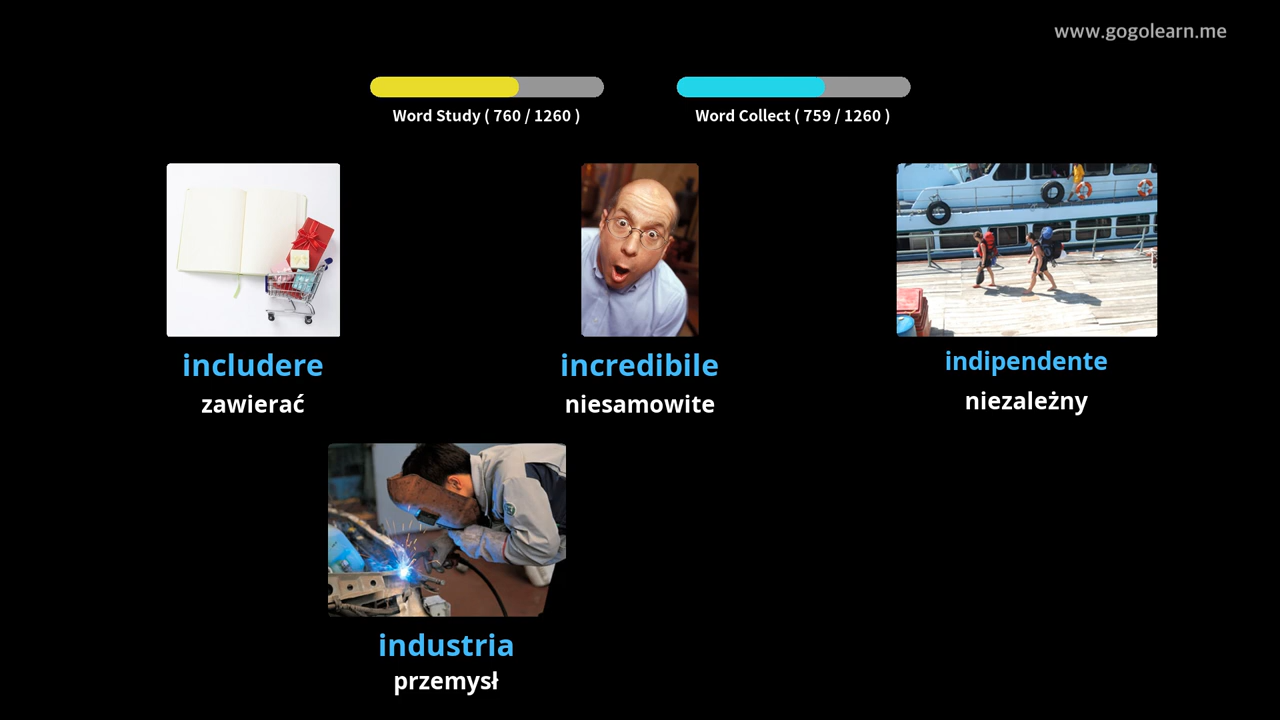 www.gogolearn.me
Word Study ( 760 / 1260 )
Word Collect ( 759 / 1260 )
includere
zawierać
incredibile
niesamowite
indipendente
niezależny
industria
przemysł